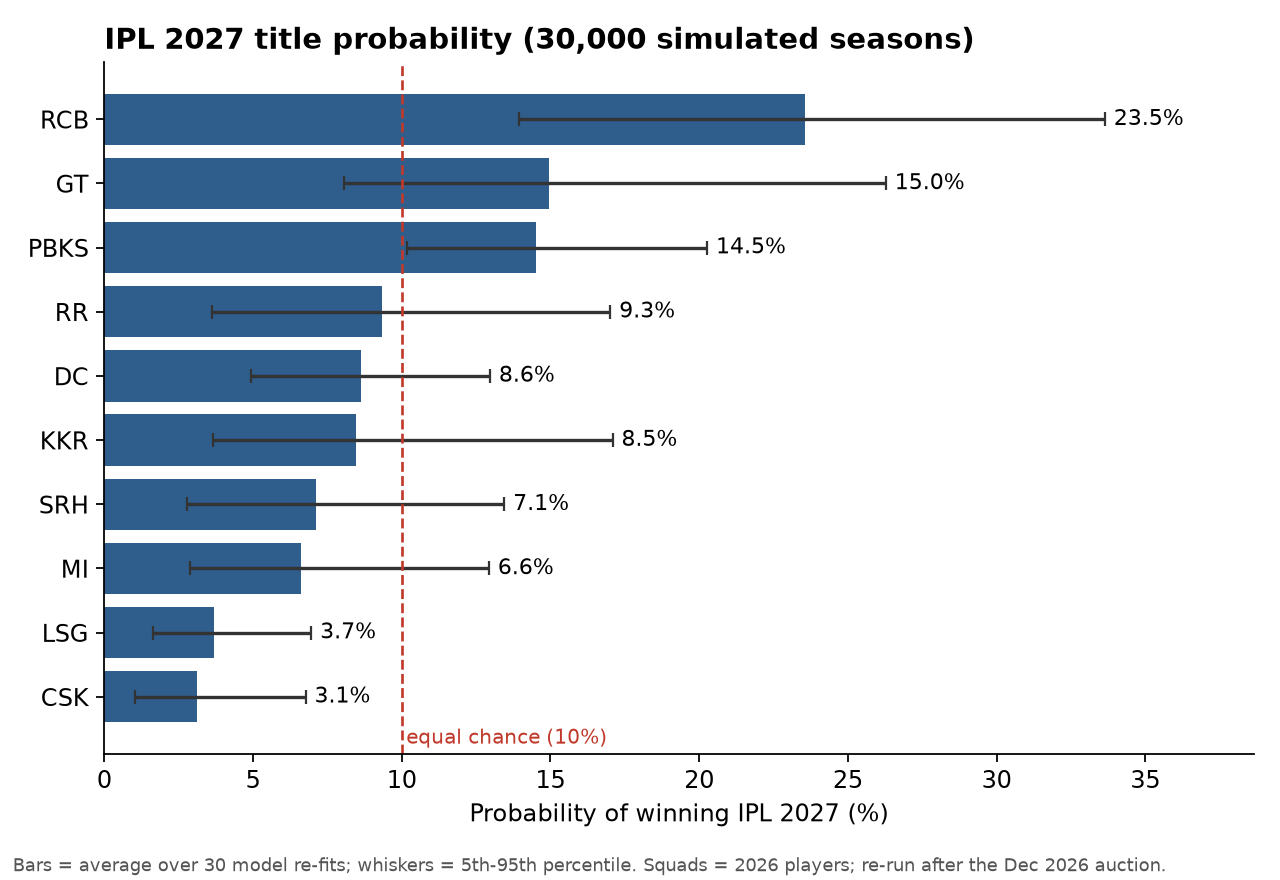 IPL 2027 title probability (30,000 simulated seasons)
RCB 23.5%
GT 15.0%
PBKS 14.5%
RR 9.3%
DC 8.6%
KKR 8.5%
SRH 7.1%
MI 6.6%
LSG 3.7%
CSK 3.1%
equal chance (10%)
0 5 10 15 20 25 30 35
Probability of winning IPL 2027 (%)
Bars = average over 30 model re-fits; whiskers = 5th-95th percentile. Squads = 2026 players; re-run after the Dec 2026 auction.